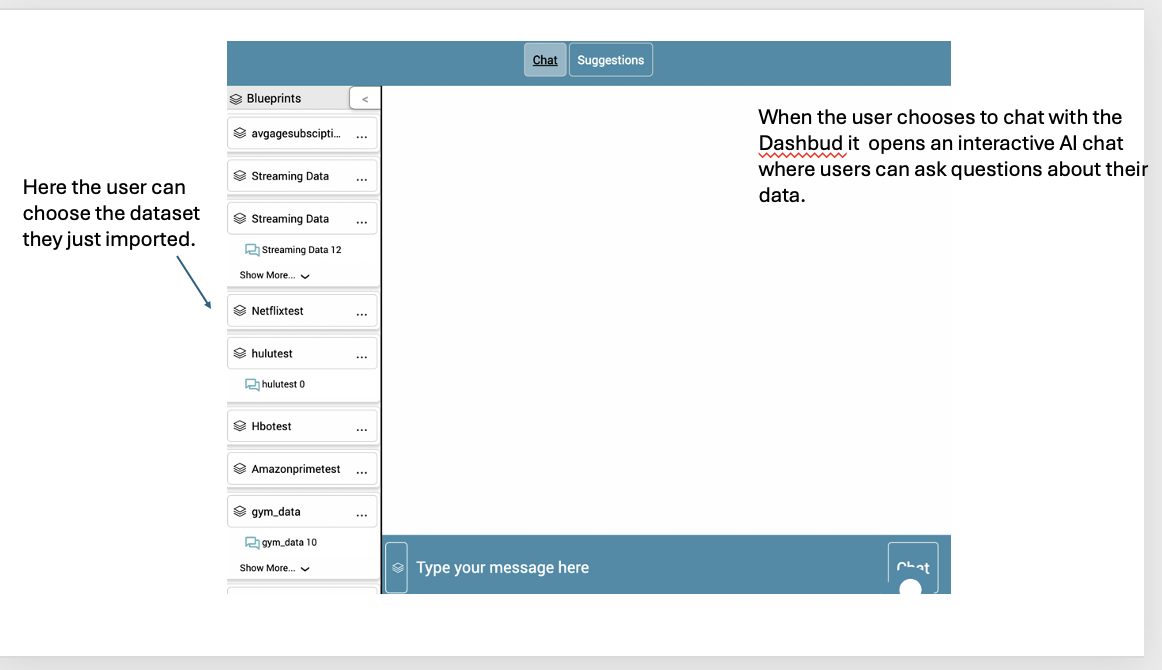 Chat
Suggestions
Blueprints
<
avgagesubscipti...
...
Streaming Data
...
Streaming Data
...
Streaming Data 12
Show More...
Netflixtest
...
hulutest
...
hulutest 0
Hbotest
...
Amazonprimetest
...
gym_data
...
gym_data 10
Show More...
Here the user can
choose the dataset
they just imported.
When the user chooses to chat with the
Dashbud it  opens an interactive AI chat
where users can ask questions about their
data.
Type your message here
Chat